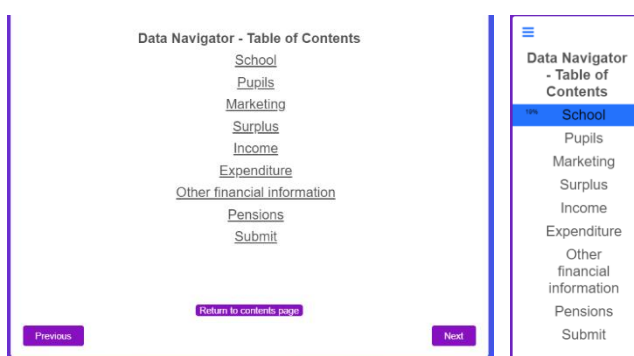 Data Navigator - Table of Contents
School
Pupils
Marketing
Surplus
Income
Expenditure
Other financial information
Pensions
Submit
Return to contents page
Previous
Next
Data Navigator
- Table of
Contents
School
Pupils
Marketing
Surplus
Income
Expenditure
Other
financial
information
Pensions
Submit